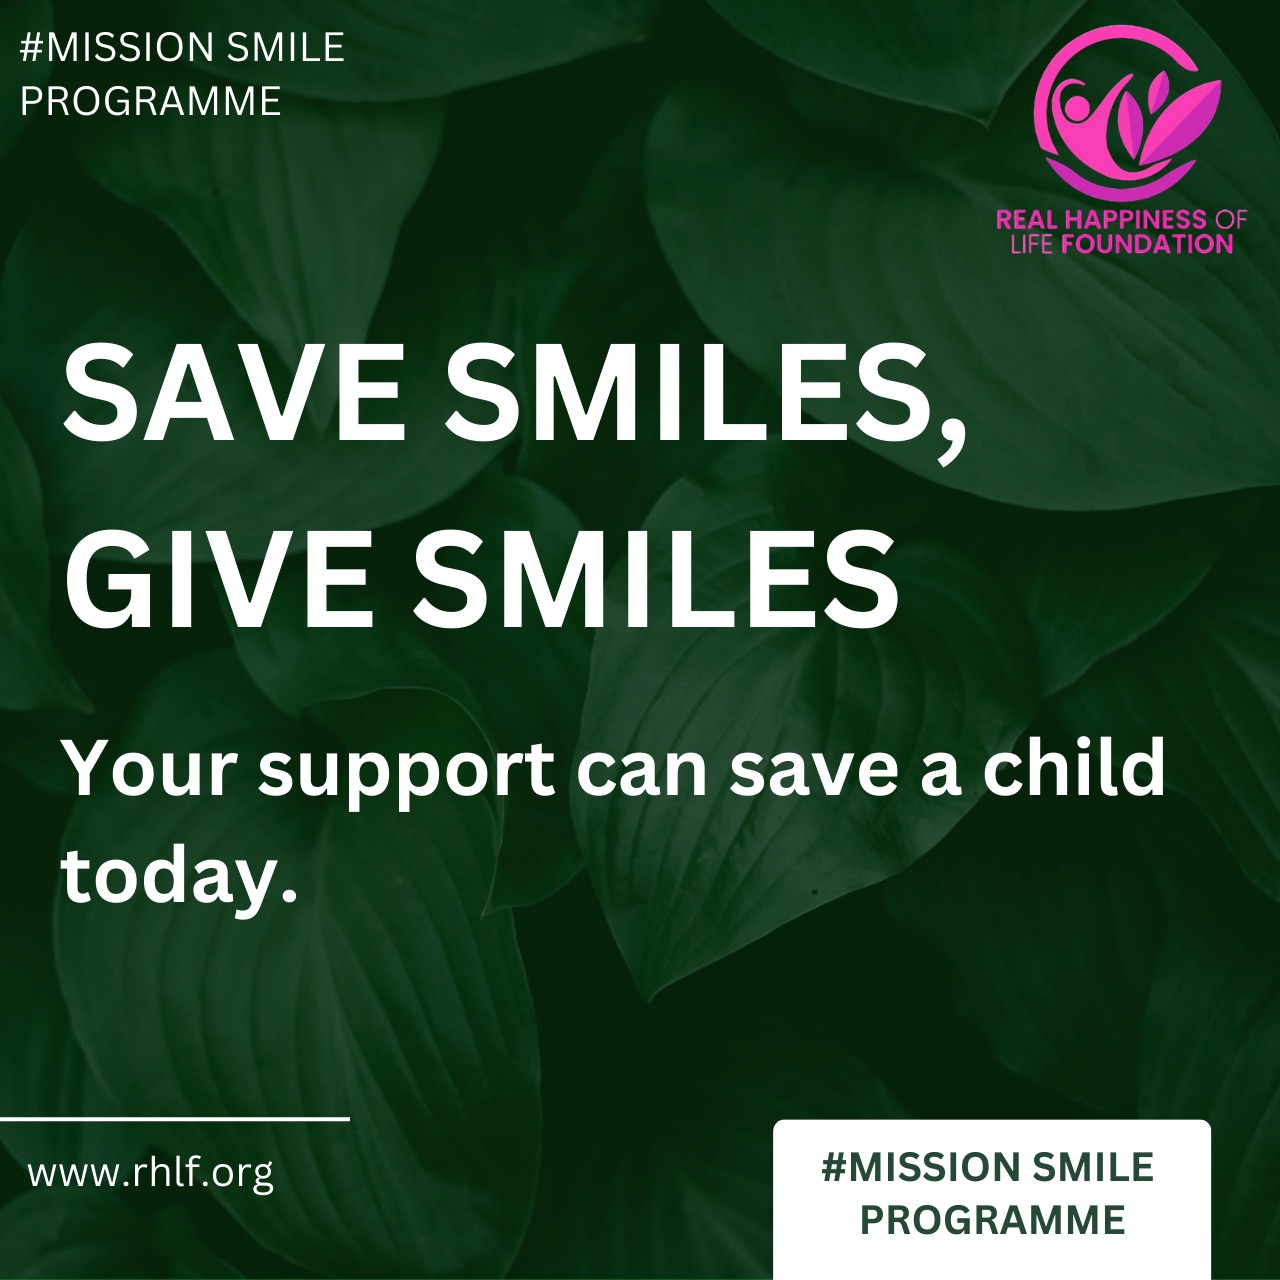 #MISSION SMILE
PROGRAMME
REAL HAPPINESS OF
LIFE FOUNDATION
SAVE SMILES,
GIVE SMILES
Your support can save a child
today.
www.rhlf.org
#MISSION SMILE
PROGRAMME